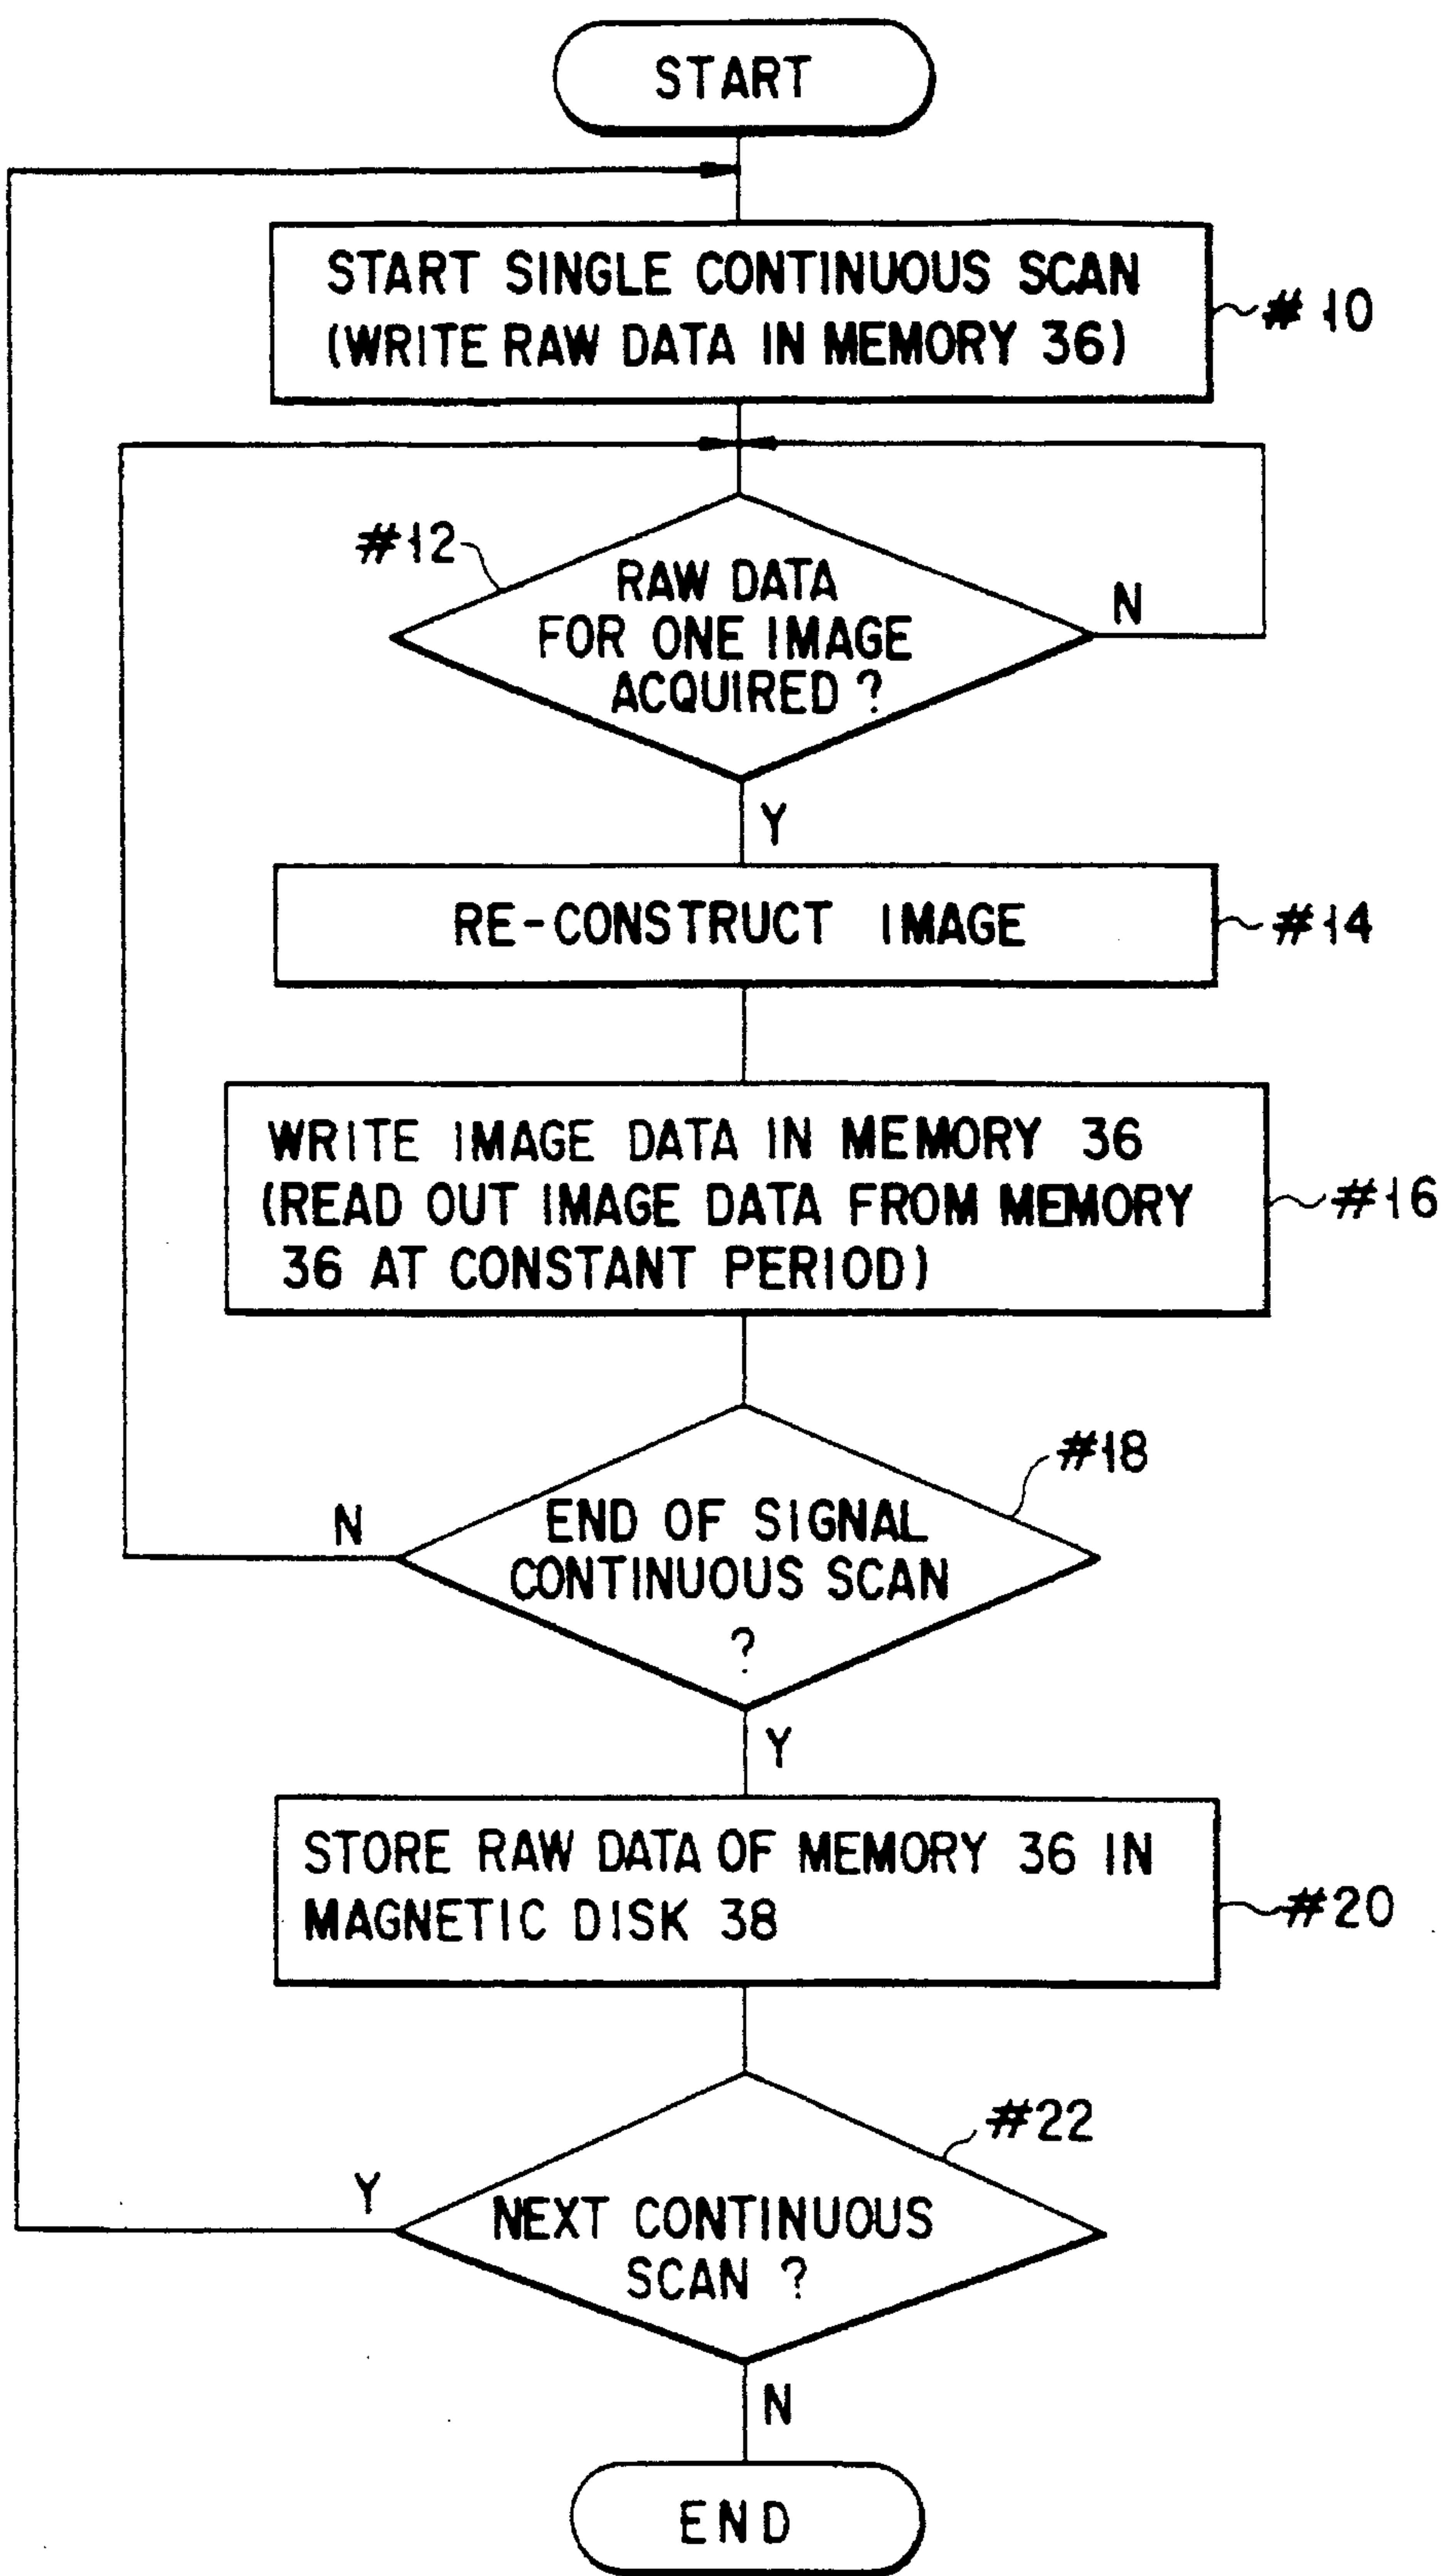 START
START SINGLE CONTINUOUS SCAN
(WRITE RAW DATA IN MEMORY 36)
#10
#12
RAW DATA
FOR ONE IMAGE
ACQUIRED ?
N
Y
RE-CONSTRUCT IMAGE
#14
WRITE IMAGE DATA IN MEMORY 36
(READ OUT IMAGE DATA FROM MEMORY
36 AT CONSTANT PERIOD)
#16
#18
END OF SIGNAL
CONTINUOUS SCAN
?
N
Y
STORE RAW DATA OF MEMORY 36 IN
MAGNETIC DISK 38
#20
#22
Y
NEXT CONTINUOUS
SCAN ?
N
END